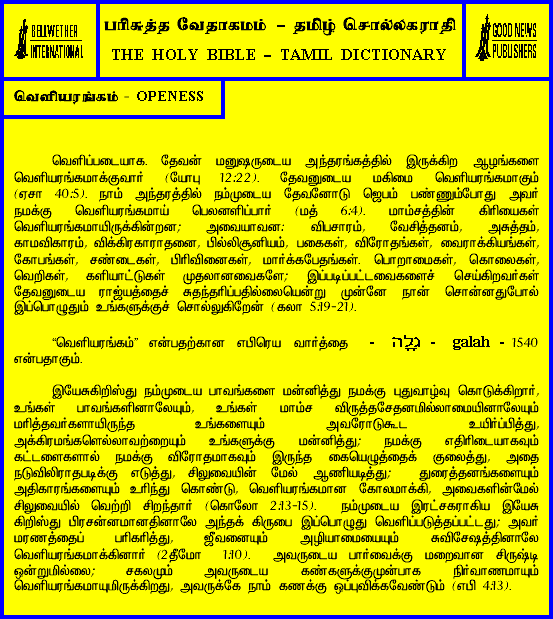 BELLWETHER
INTERNATIONAL
பரிசுத்த வேதாகமம் – தமிழ் சொல்லகராதி
THE HOLY BIBLE – TAMIL DICTIONARY
GOOD NEWS
PUBLISHERS
வெளியரங்கம் - OPENESS
வெளிப்படையாக. தேவன் மனுஷருடைய அந்தரங்கத்தில் இருக்கிற ஆழங்களை
வெளியரங்கமாக்குவார் (யோபு 12:22). தேவனுடைய மகிமை வெளியரங்கமாகும்
(ஏசா 40:5). நாம் அந்தரத்தில் நம்முடைய தேவனோடு ஜெபம் பண்ணும்போது அவர்
நமக்கு வெளியரங்கமாய் பெலனளிப்பார் (மத் 6:4). மாம்சத்தின் கிரியைகள்
வெளியரங்கமாயிருக்கின்றன; அவையாவன: விபசாரம், வேசித்தனம், அசுத்தம்,
காமவிகாரம், விக்கிரகாராதனை, பில்லிசூனியம், பகைகள், விரோதங்கள், வைராக்கியங்கள்,
கோபங்கள், சண்டைகள், பிரிவினைகள், மார்க்கபேதங்கள். பொறாமைகள், கொலைகள்,
வெறிகள், களியாட்டுகள் முதலானவைகளே; இப்படிப்பட்டவைகளைச் செய்கிறவர்கள்
தேவனுடைய ராஜ்யத்தைச் சுதந்தரிப்பதில்லையென்று முன்னே நான் சொன்னதுபோல்
இப்பொழுதும் உங்களுக்குச் சொல்லுகிறேன் (கலா 5:19-21).
“வெளியரங்கம்” என்பதற்கான எபிரெய வார்த்தை - גָּלָה - galah - 1540
என்பதாகும்.
இயேசுகிறிஸ்து நம்முடைய பாவங்களை மன்னித்து நமக்கு புதுவாழ்வு கொடுக்கிறார்,
உங்கள் பாவங்களினாலேயும், உங்கள் மாம்ச விருத்தசேதனமில்லாமையினாலேயும்
மரித்தவர்களாயிருந்த உங்களையும் அவரோடுகூட உயிர்ப்பித்து,
அக்கிரமங்களெல்லாவற்றையும் உங்களுக்கு மன்னித்து; நமக்கு எதிரிடையாகவும்
கட்டளைகளால் நமக்கு விரோதமாகவும் இருந்த கையெழுத்தைக் குலைத்து, அதை
நடுவிலிராதபடிக்கு எடுத்து, சிலுவையின் மேல் ஆணியடித்து; துரைத்தனங்களையும்
அதிகாரங்களையும் உரிந்து கொண்டு, வெளியரங்கமான கோலமாக்கி, அவைகளின்மேல்
சிலுவையில் வெற்றி சிறந்தார் (கொலோ 2:13-15). நம்முடைய இரட்சகராகிய இயேசு
கிறிஸ்து பிரசன்னமானதினாலே அந்தக் கிருபை இப்பொழுது வெளிப்படுத்தப்பட்டது; அவர்
மரணத்தைப் பரிகரித்து, ஜீவனையும் அழியாமையையும் சுவிசேஷத்தினாலே
வெளியரங்கமாக்கினார் (2தீமோ 1:10). அவருடைய பார்வைக்கு மறைவான சிருஷ்டி
ஒன்றுமில்லை; சகலமும் அவருடைய கண்களுக்குமுன்பாக நிர்வாணமாயும்
வெளியரங்கமாயுமிருக்கிறது, அவருக்கே நாம் கணக்கு ஒப்புவிக்கவேண்டும் (எபி 4:13).